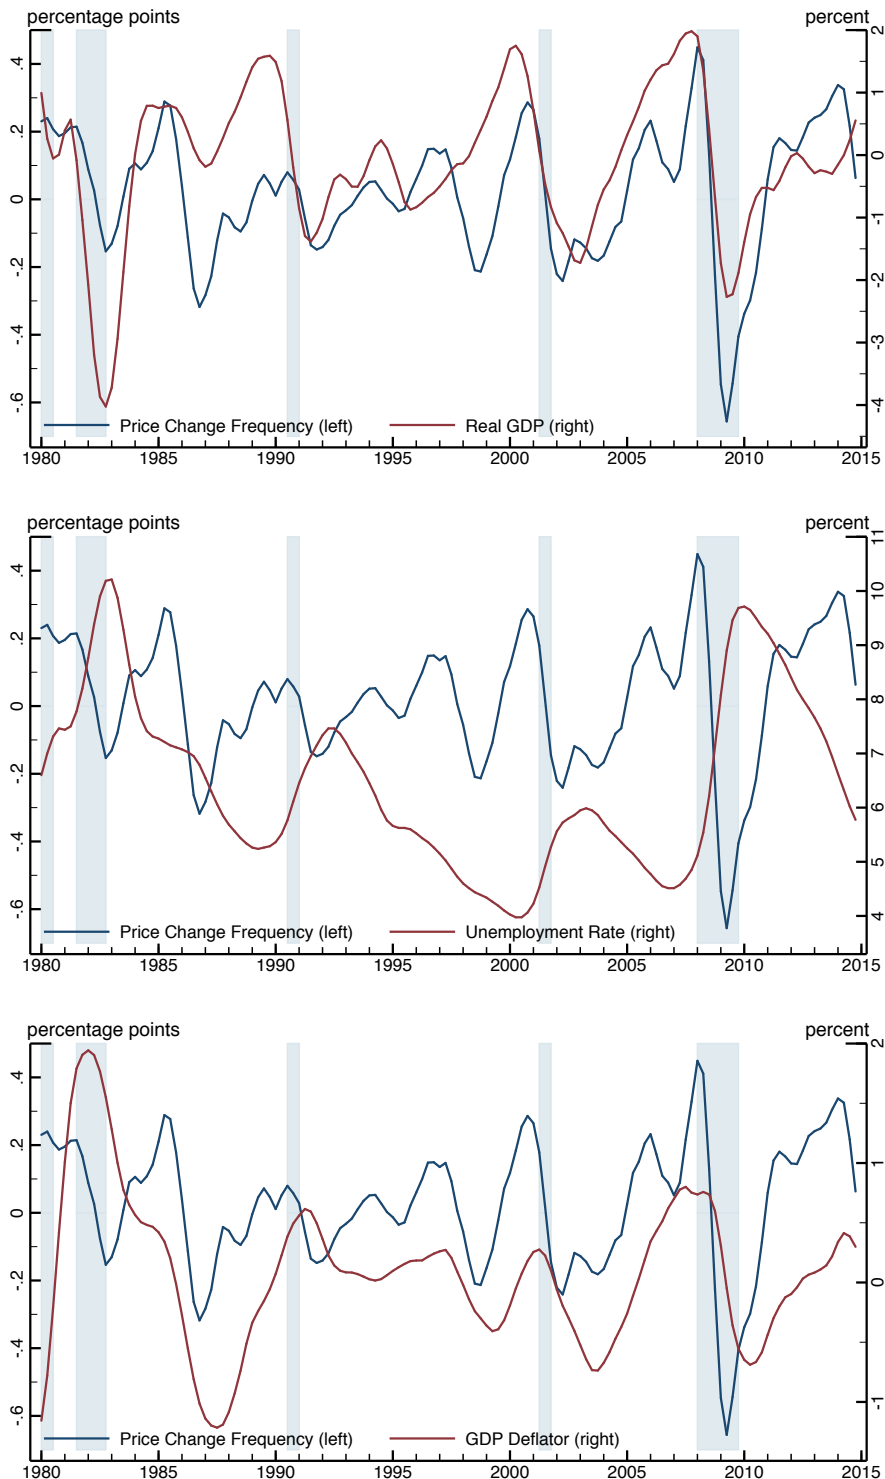 percentage points percent
.4 2
.2 1
0 0
-.2 -1
-.4 -2
-.6 -3
-4
Price Change Frequency (left) Real GDP (right)
1980 1985 1990 1995 2000 2005 2010 2015
percentage points percent
.4 11
.2 10
0 9
-.2 8
-.4 7
-.6 6
5
4
3
Price Change Frequency (left) Unemployment Rate (right)
1980 1985 1990 1995 2000 2005 2010 2015
percentage points percent
.4 2
.2 1
0 0
-.2 -1
-.4
-.6
Price Change Frequency (left) GDP Deflator (right)
1980 1985 1990 1995 2000 2005 2010 2015